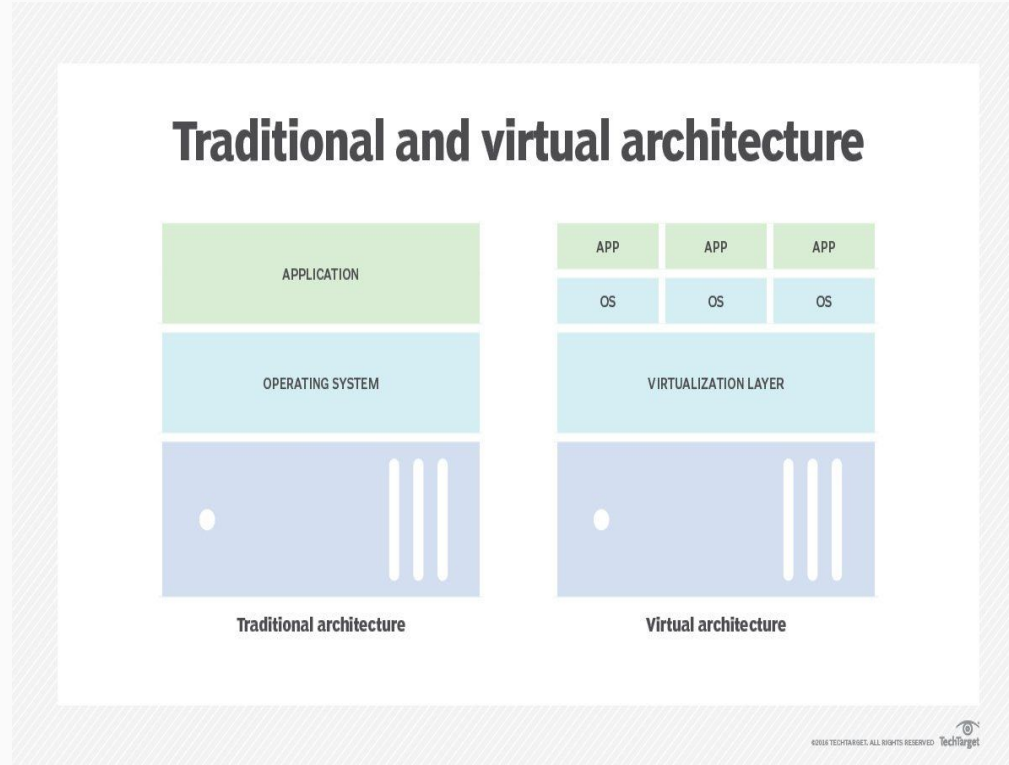 Traditional and virtual architecture
APPLICATION
OPERATING SYSTEM
Traditional architecture
APP APP APP
OS OS OS
VIRTUALIZATION LAYER
Virtual architecture
©2016 TECHTARGET. ALL RIGHTS RESERVED TechTarget